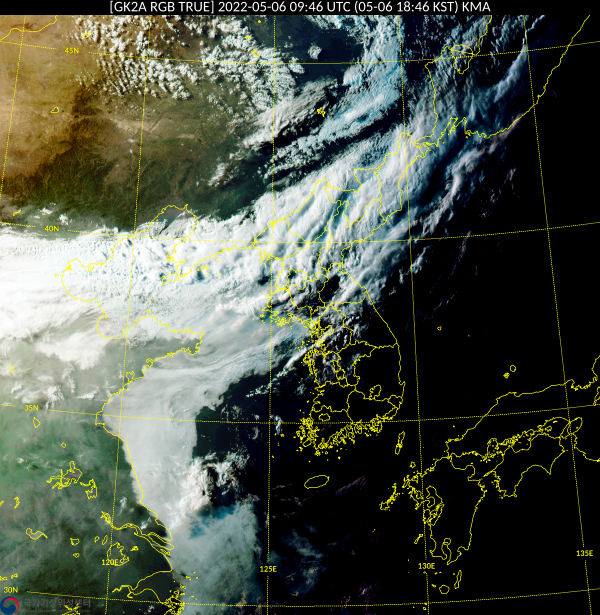 [GK2A RGB TRUE] 2022-05-06 09:46 UTC (05-06 18:46 KST) KMA
45N
40N
35N
120E
125E
130E
135E
30N